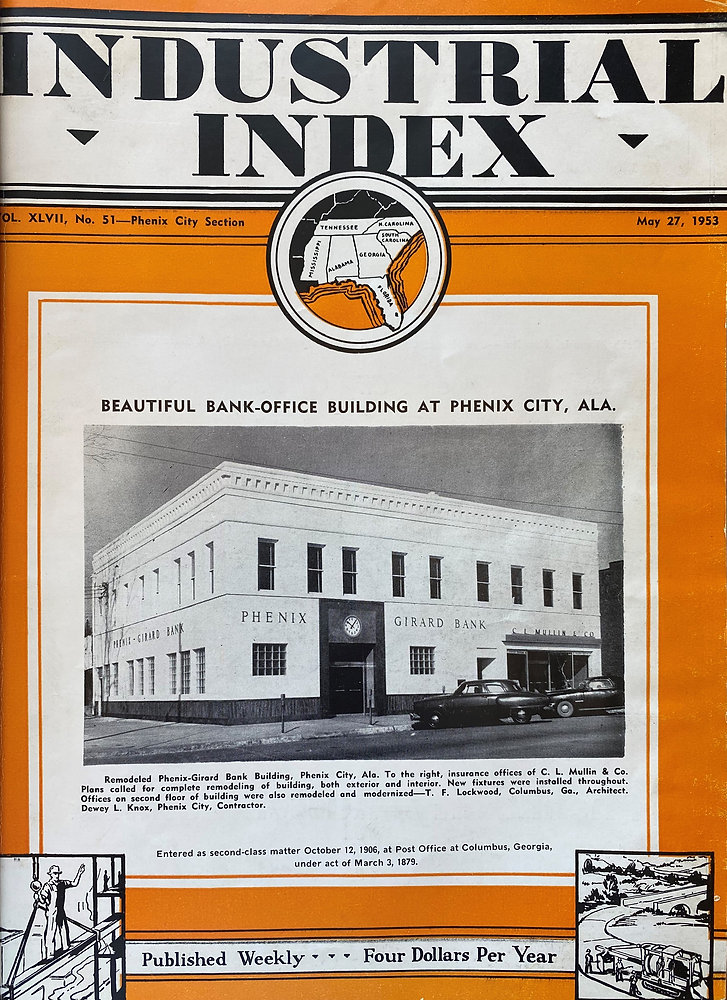 INDUSTRIAL
INDEX
VOL. XLVII, No. 51—Phenix City Section
May 27, 1953
TENNESSEE
N. CAROLINA
SOUTH CAROLINA
MISSISSIPPI
ALABAMA
GEORGIA
FLORIDA
BEAUTIFUL BANK-OFFICE BUILDING AT PHENIX CITY, ALA.
PHENIX - GIRARD BANK
PHENIX
GIRARD BANK
C. L. MULLIN & CO.
Remodeled Phenix-Girard Bank Building, Phenix City, Ala. To the right, insurance offices of C. L. Mullin & Co.
Plans called for complete remodeling of building, both exterior and interior. New fixtures were installed throughout.
Offices on second floor of building were also remodeled and modernized—T. F. Lockwood, Columbus, Ga., Architect.
Dewey L. Knox, Phenix City, Contractor.
Entered as second-class matter October 12, 1906, at Post Office at Columbus, Georgia,
under act of March 3, 1879.
Published Weekly - - - Four Dollars Per Year